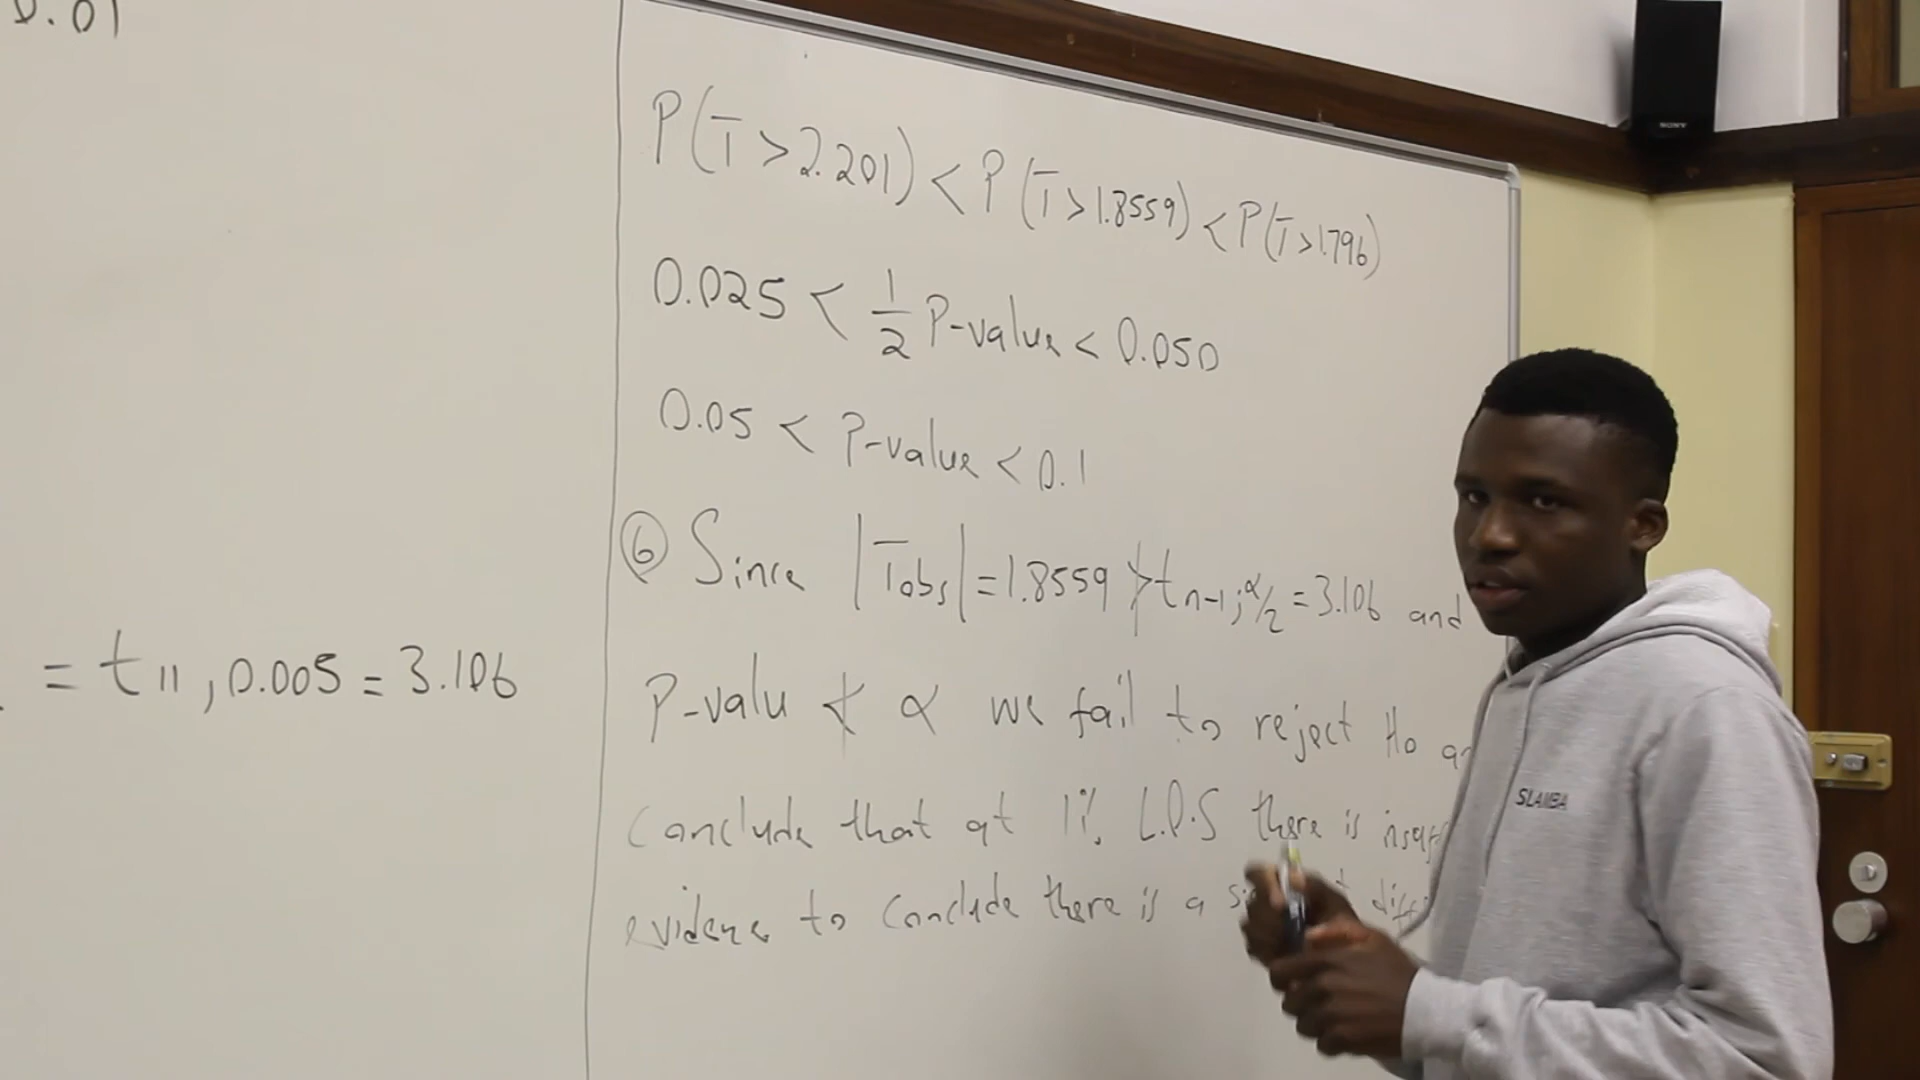 0.01
= t11, 0.005 = 3.106
P(T > 2.201) < P(T > 1.8559) < P(T > 1.796)
0.025 < 1/2 P-value < 0.050
0.05 < P-value < 0.1
⑥ Since |Tobs| = 1.8559 ≯ t n-1; α/2 = 3.106 and
P-valu ≮ α we fail to reject Ho
Conclude that at 1% L.O.S there is
evidence to conclude there is a
SONY
SLAMBA